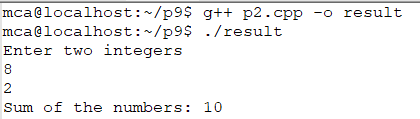 mca@localhost:~/p9$ g++ p2.cpp -o result
mca@localhost:~/p9$ ./result
Enter two integers
8
2
Sum of the numbers: 10